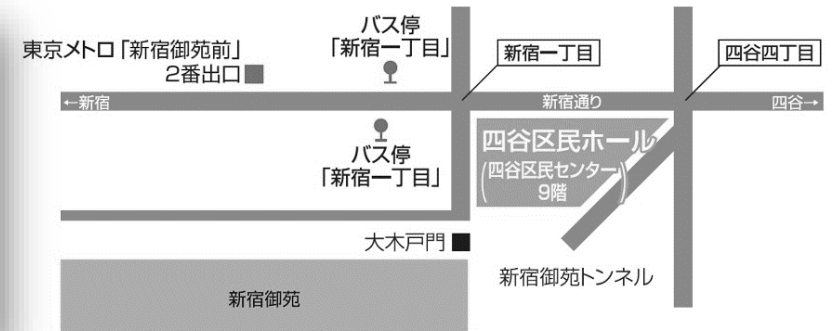 バス停
「新宿一丁目」
東京メトロ「新宿御苑前」
2番出口
新宿一丁目
四谷四丁目
←新宿
新宿通り
四谷→
バス停
「新宿一丁目」
四谷区民ホール
(四谷区民センター
9階)
大木戸門
新宿御苑トンネル
新宿御苑